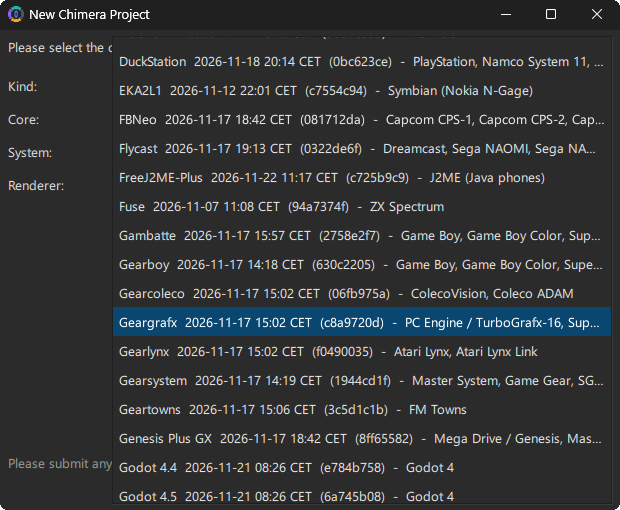 New Chimera Project
Please select the c
DuckStation 2026-11-18 20:14 CET (0bc623ce) - PlayStation, Namco System 11, ...
EKA2L1 2026-11-12 22:01 CET (c7554c94) - Symbian (Nokia N-Gage)
Kind:
FBNeo 2026-11-17 18:42 CET (081712da) - Capcom CPS-1, Capcom CPS-2, Cap...
Core:
Flycast 2026-11-17 19:13 CET (0322de6f) - Dreamcast, Sega NAOMI, Sega NA...
System:
FreeJ2ME-Plus 2026-11-22 11:17 CET (c725b9c9) - J2ME (Java phones)
Renderer:
Fuse 2026-11-07 11:08 CET (94a7374f) - ZX Spectrum
Gambatte 2026-11-17 15:57 CET (2758e2f7) - Game Boy, Game Boy Color, Sup...
Gearboy 2026-11-17 14:18 CET (630c2205) - Game Boy, Game Boy Color, Supe...
Gearcoleco 2026-11-17 15:02 CET (06fb975a) - ColecoVision, Coleco ADAM
Geargrafx 2026-11-17 15:02 CET (c8a9720d) - PC Engine / TurboGrafx-16, Sup...
Gearlynx 2026-11-17 15:02 CET (f0490035) - Atari Lynx, Atari Lynx Link
Gearsystem 2026-11-17 14:19 CET (1944cd1f) - Master System, Game Gear, SG...
Geartowns 2026-11-17 15:06 CET (3c5d1c1b) - FM Towns
Genesis Plus GX 2026-11-17 18:42 CET (8ff65582) - Mega Drive / Genesis, Mas...
Please submit any
Godot 4.4 2026-11-21 08:26 CET (e784b758) - Godot 4
Godot 4.5 2026-11-21 08:26 CET (6a745b08) - Godot 4